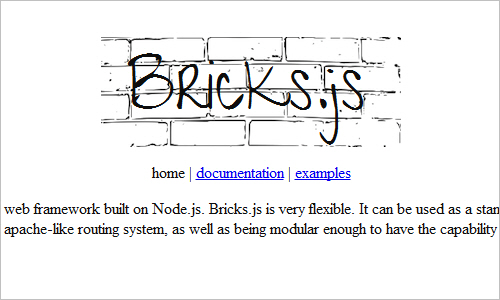 Bricks.js
home | documentation | examples
web framework built on Node.js. Bricks.js is very flexible. It can be used as a stan
apache-like routing system, as well as being modular enough to have the capability